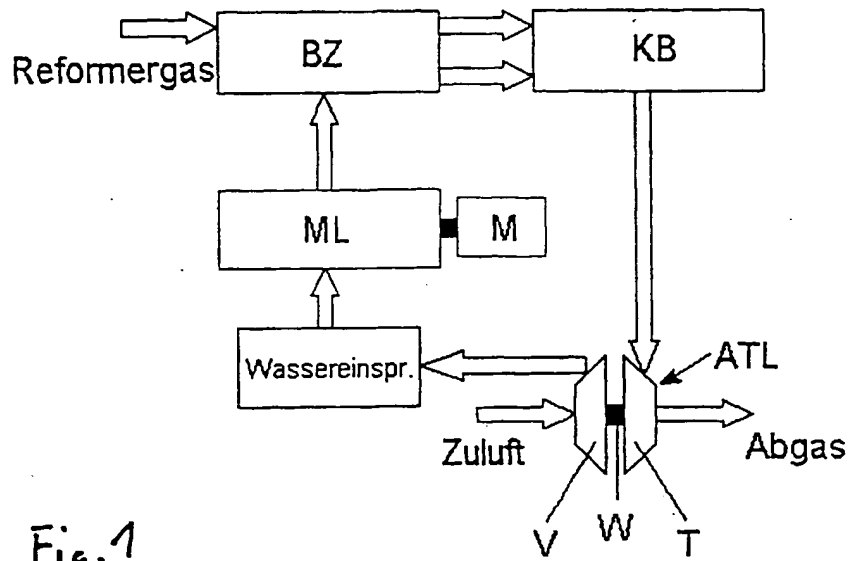 BZ
KB
Reformergas
ML
M
Wassereinspr.
ATL
Zuluft
Abgas
V
W
T
Fig.1